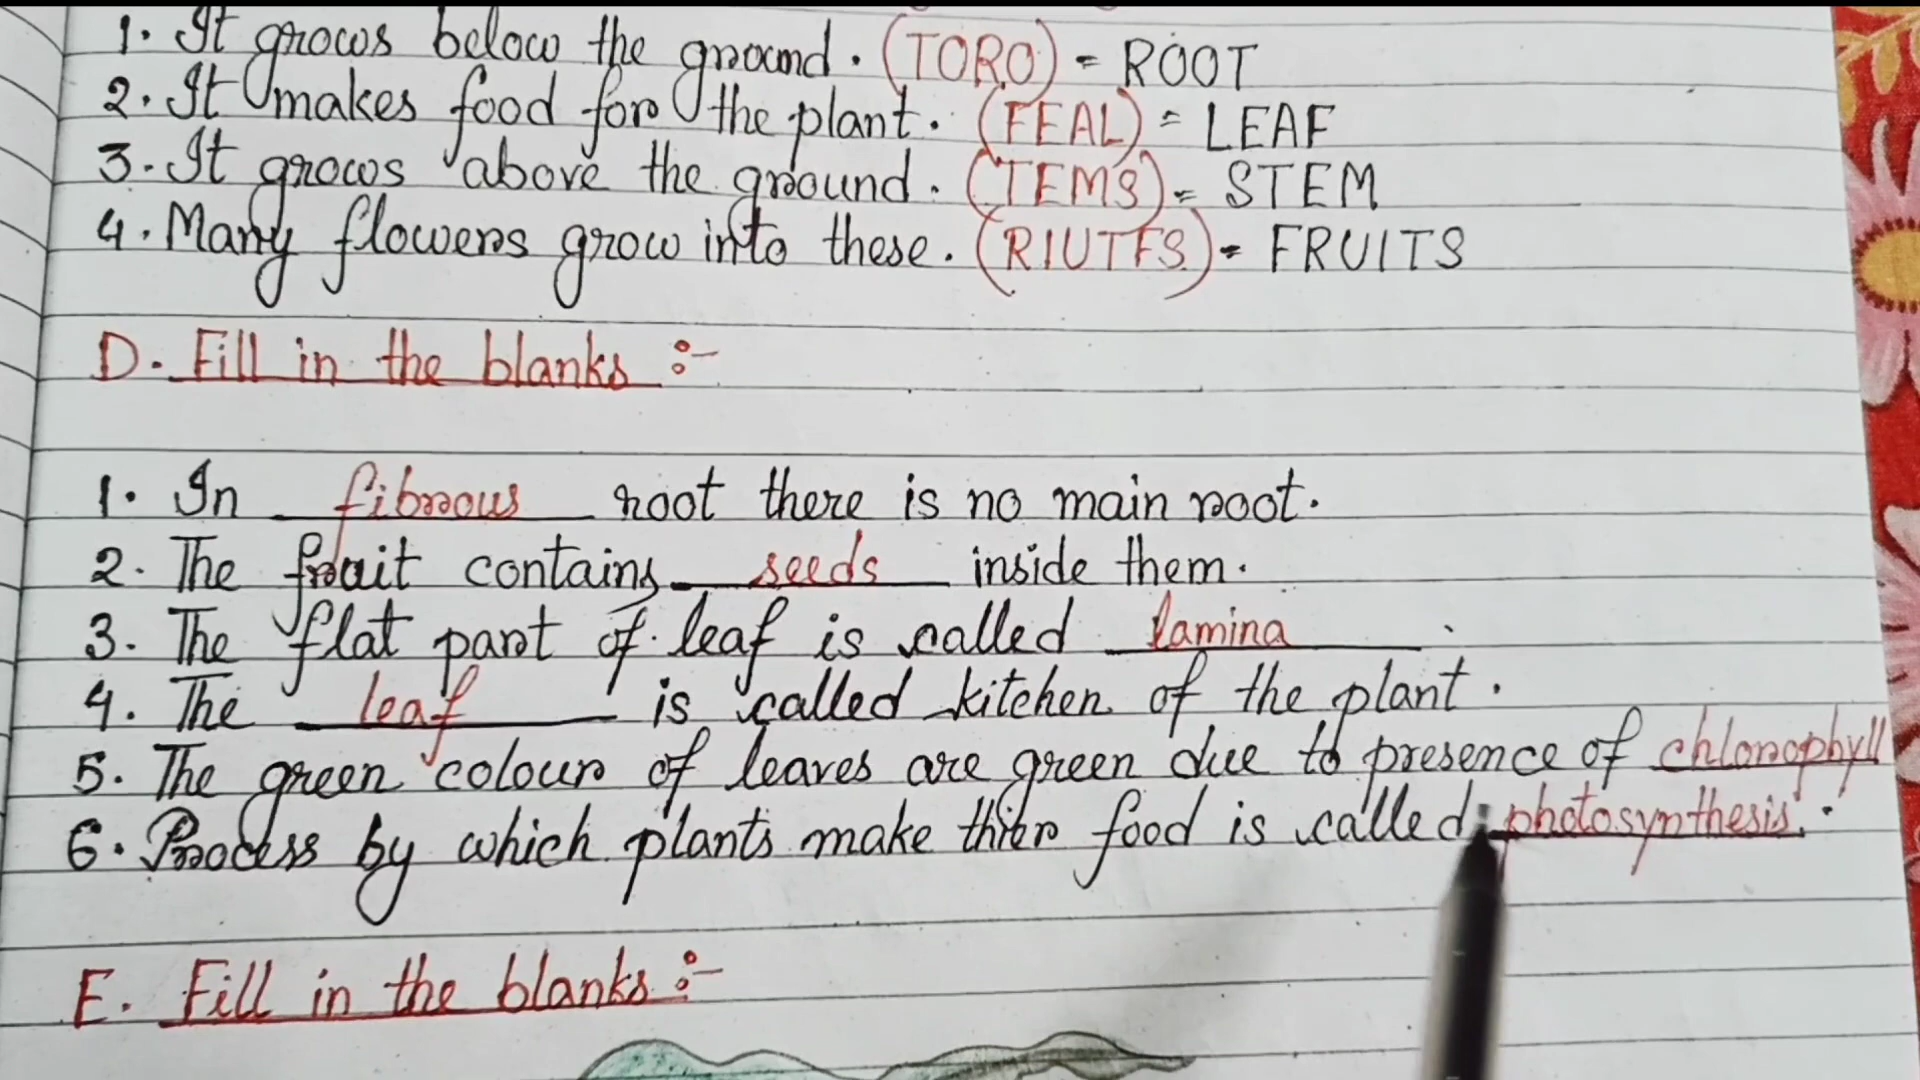 1. It grows below the ground. (TORO) = ROOT
2. It makes food for the plant. (FEAL) = LEAF
3. It grows above the ground. (TEMS) = STEM
4. Many flowers grow into these. (RIUTFS) = FRUITS
D. Fill in the blanks :-
1. In fibrous root there is no main root.
2. The fruit contains seeds inside them.
3. The flat part of leaf is called lamina.
4. The leaf is called kitchen of the plant.
5. The green colour of leaves are green due to presence of chlorophyll
6. Process by which plants make thier food is called photosynthesis.
E. Fill in the blanks :-